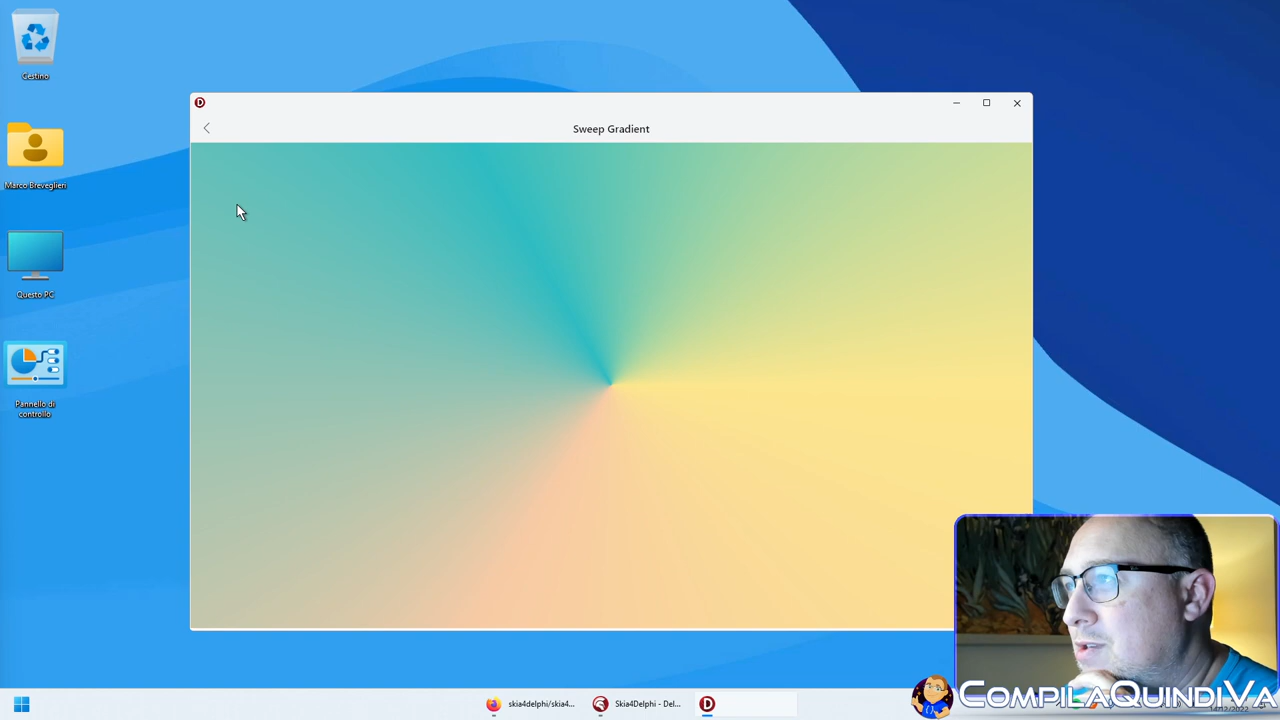 Cestino
Marco Breveglieri
Questo PC
Pannello di
controllo
Sweep Gradient
skia4delphi/skia4...
Skia4Delphi - Del...
COMPILAQUINDIVA